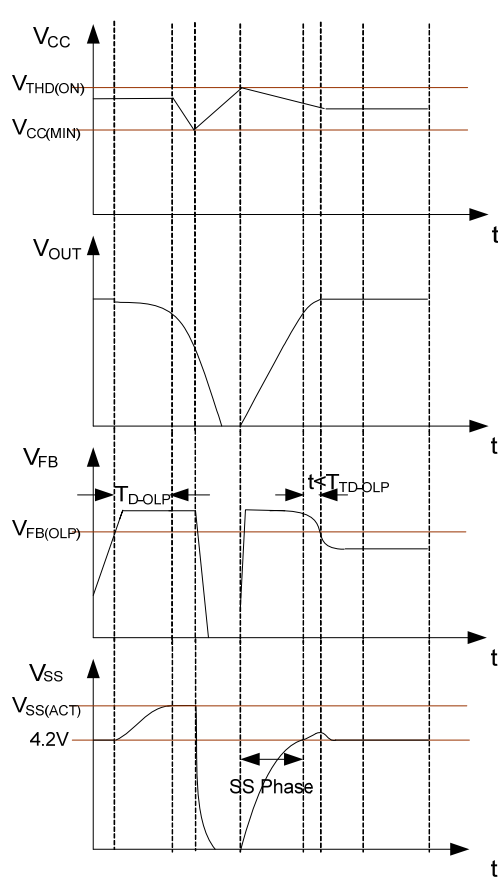 VCC
VTHD(ON)
VCC(MIN)
t
VOUT
t
VFB
TD-OLP
t<TTD-OLP
VFB(OLP)
t
VSS
VSS(ACT)
4.2V
SS Phase
t